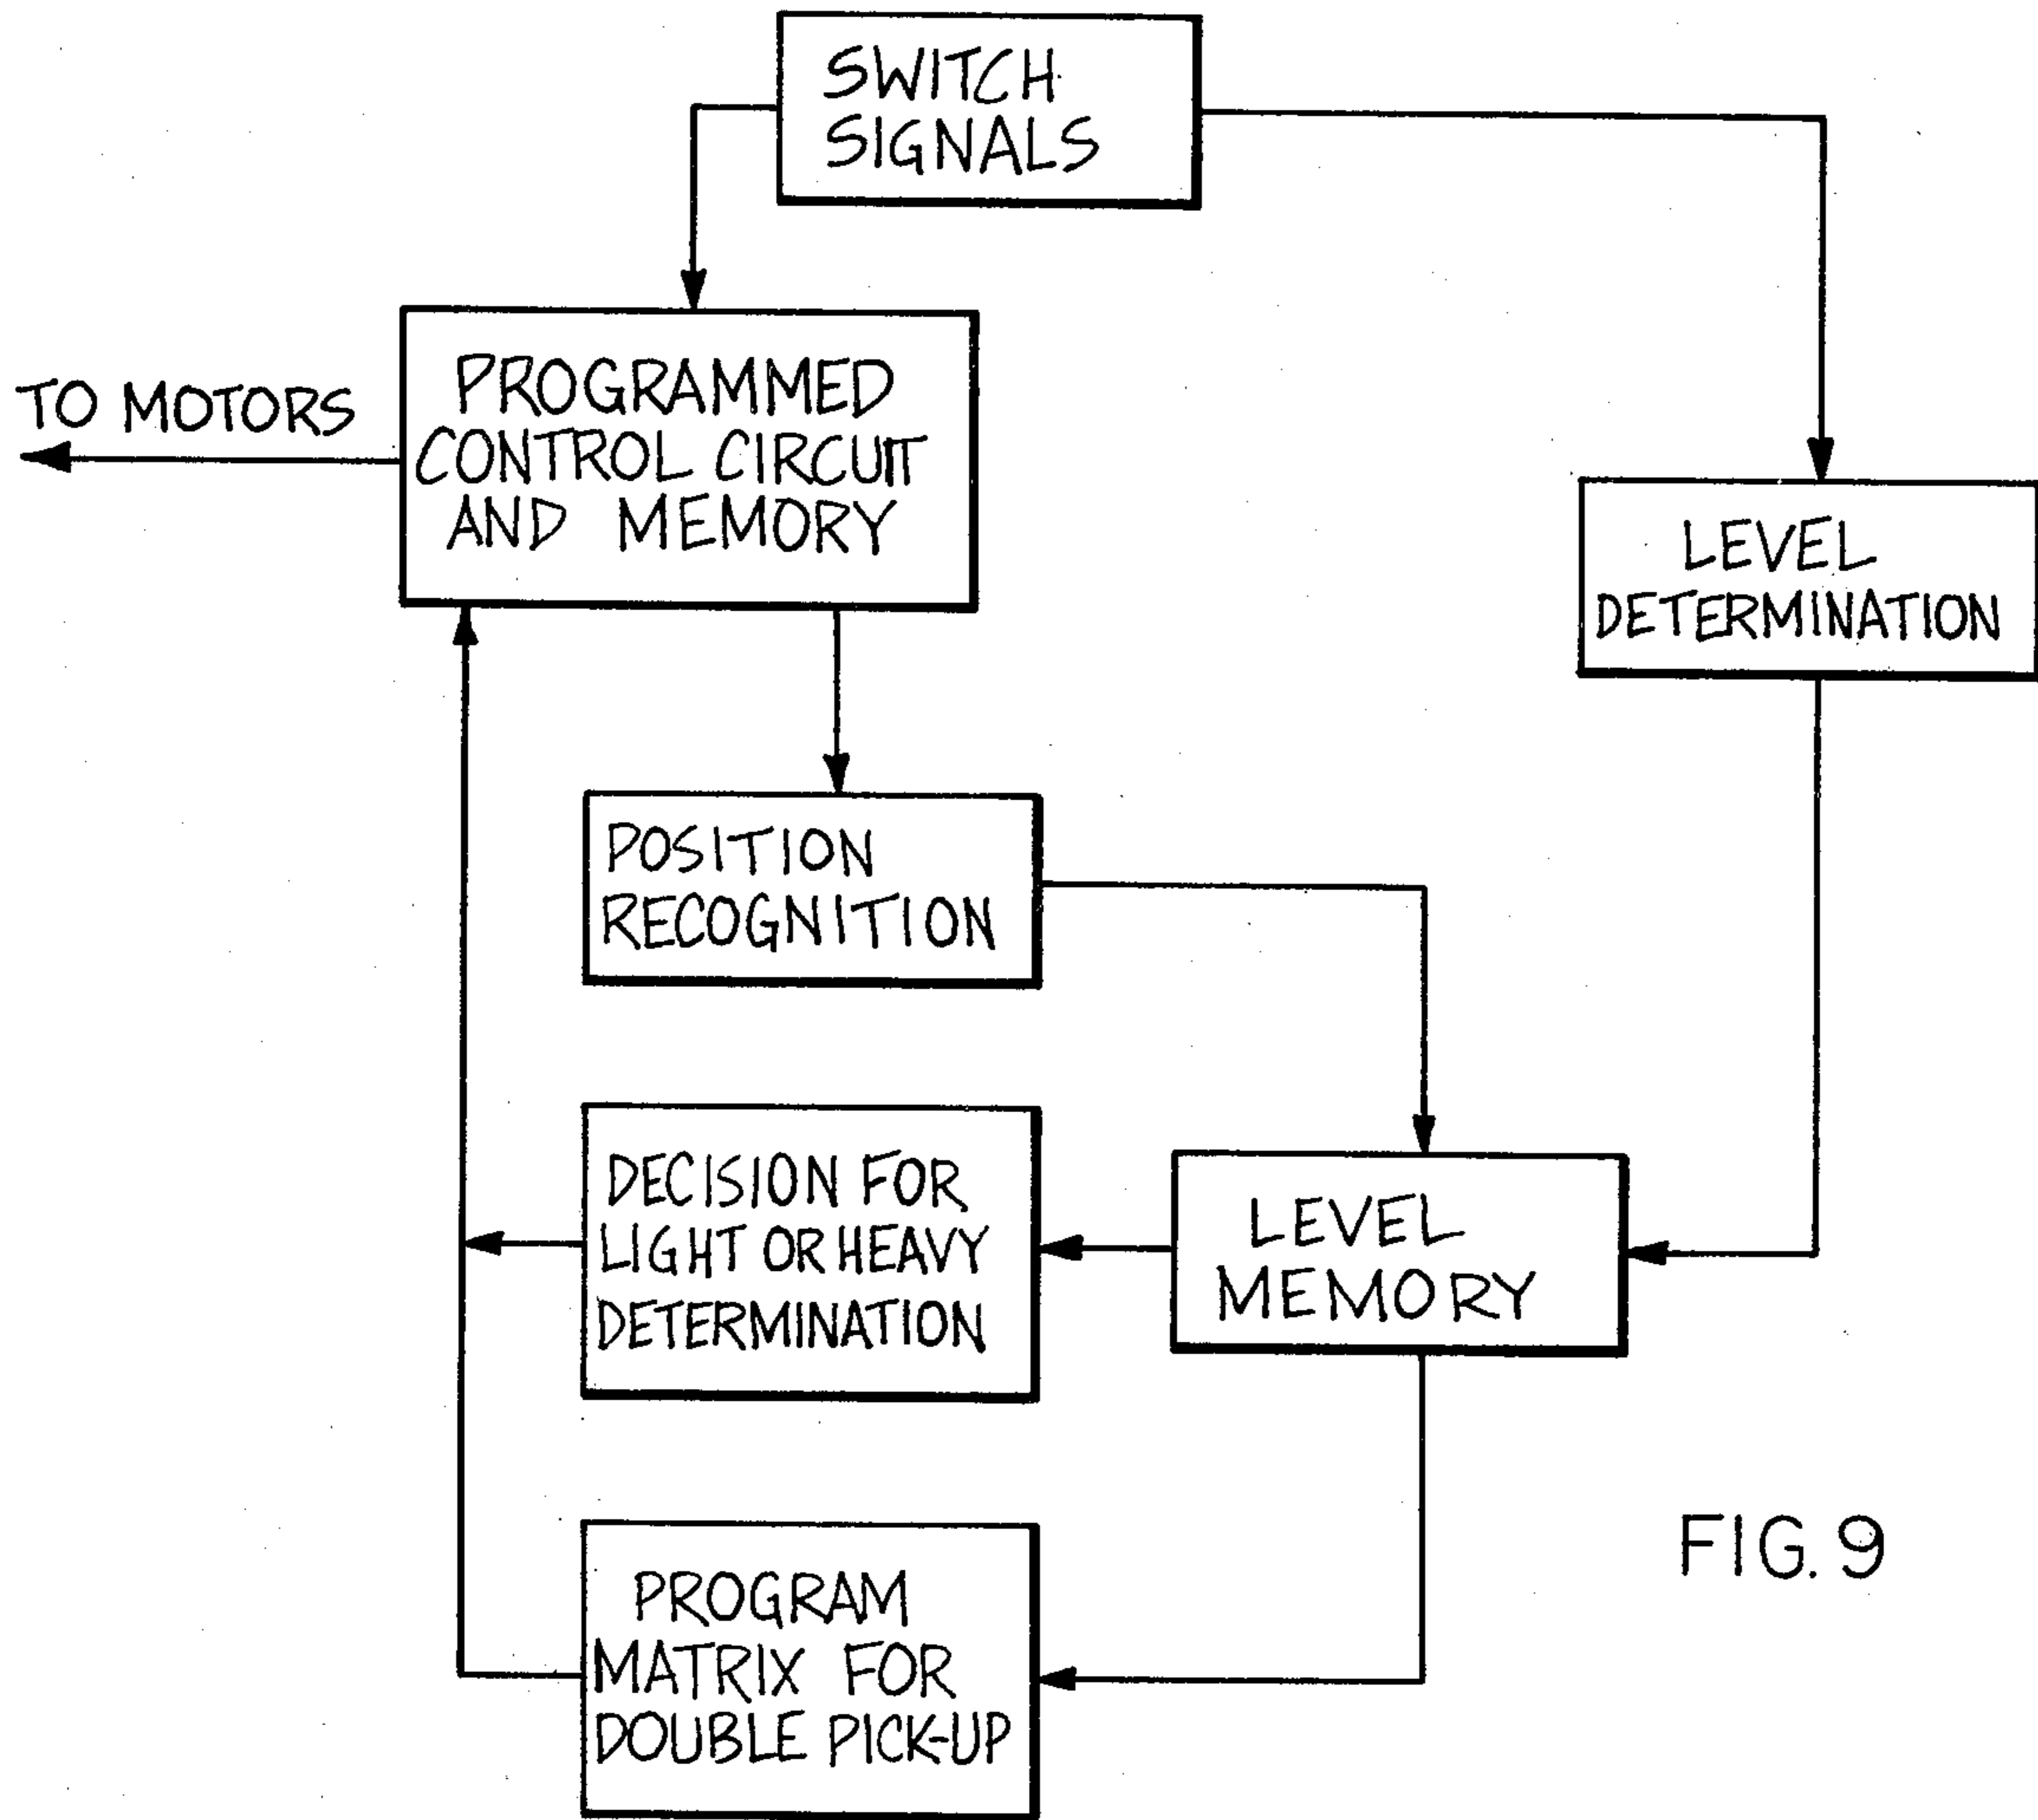 SWITCH
SIGNALS
TO MOTORS
PROGRAMMED
CONTROL CIRCUIT
AND MEMORY
LEVEL
DETERMINATION
POSITION
RECOGNITION
DECISION FOR
LIGHT OR HEAVY
DETERMINATION
LEVEL
MEMORY
PROGRAM
MATRIX FOR
DOUBLE PICK-UP
FIG. 9